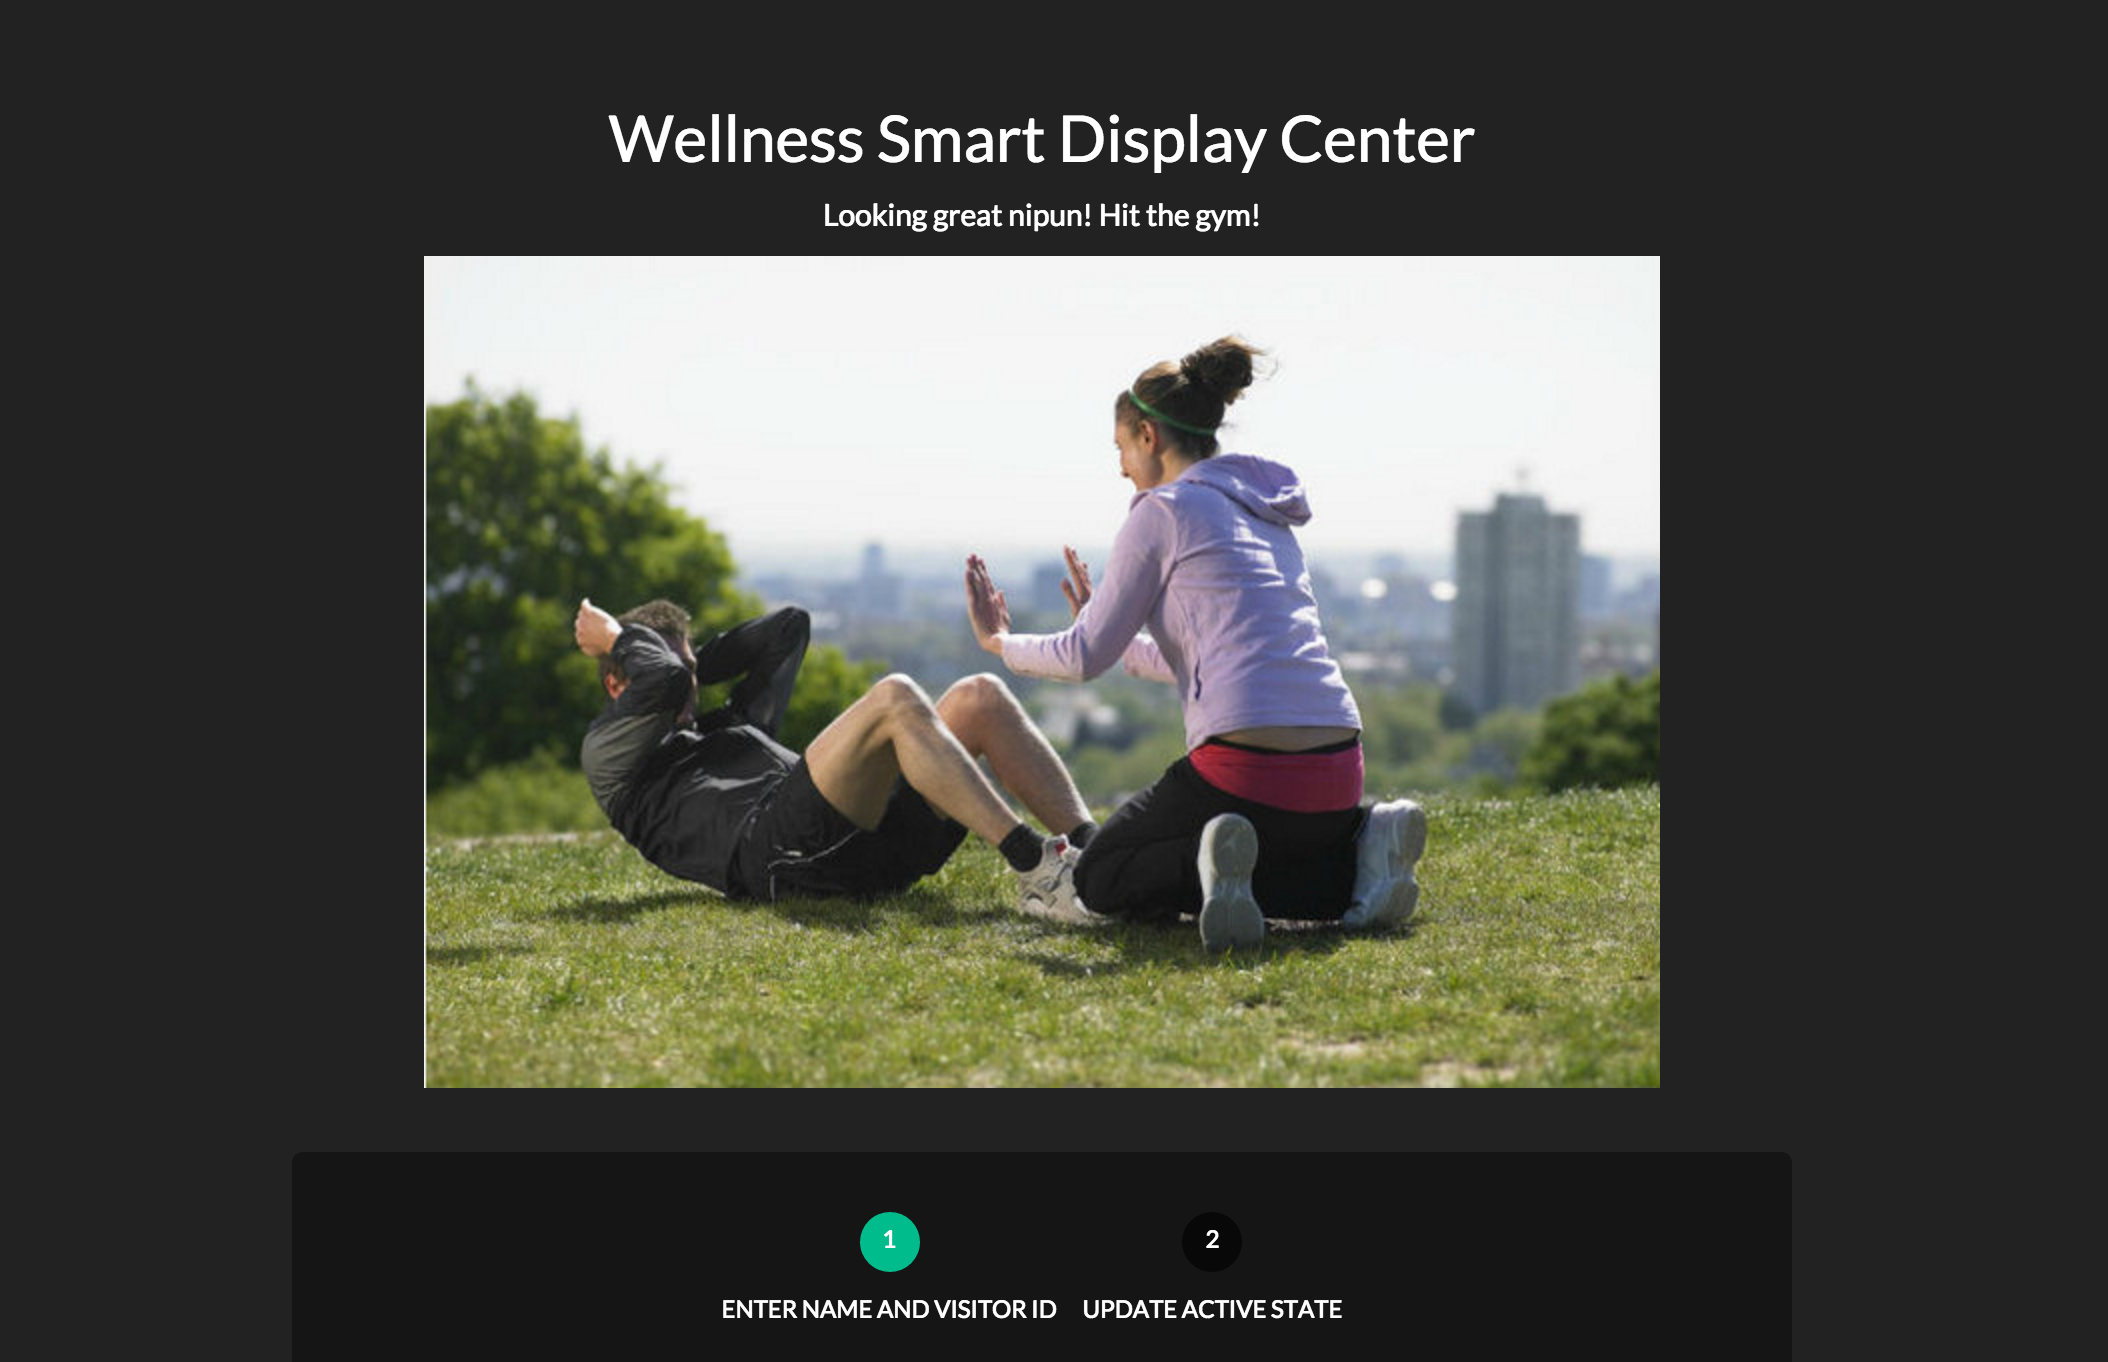 Wellness Smart Display Center
Looking great nipun! Hit the gym!
1
2
ENTER NAME AND VISITOR ID
UPDATE ACTIVE STATE